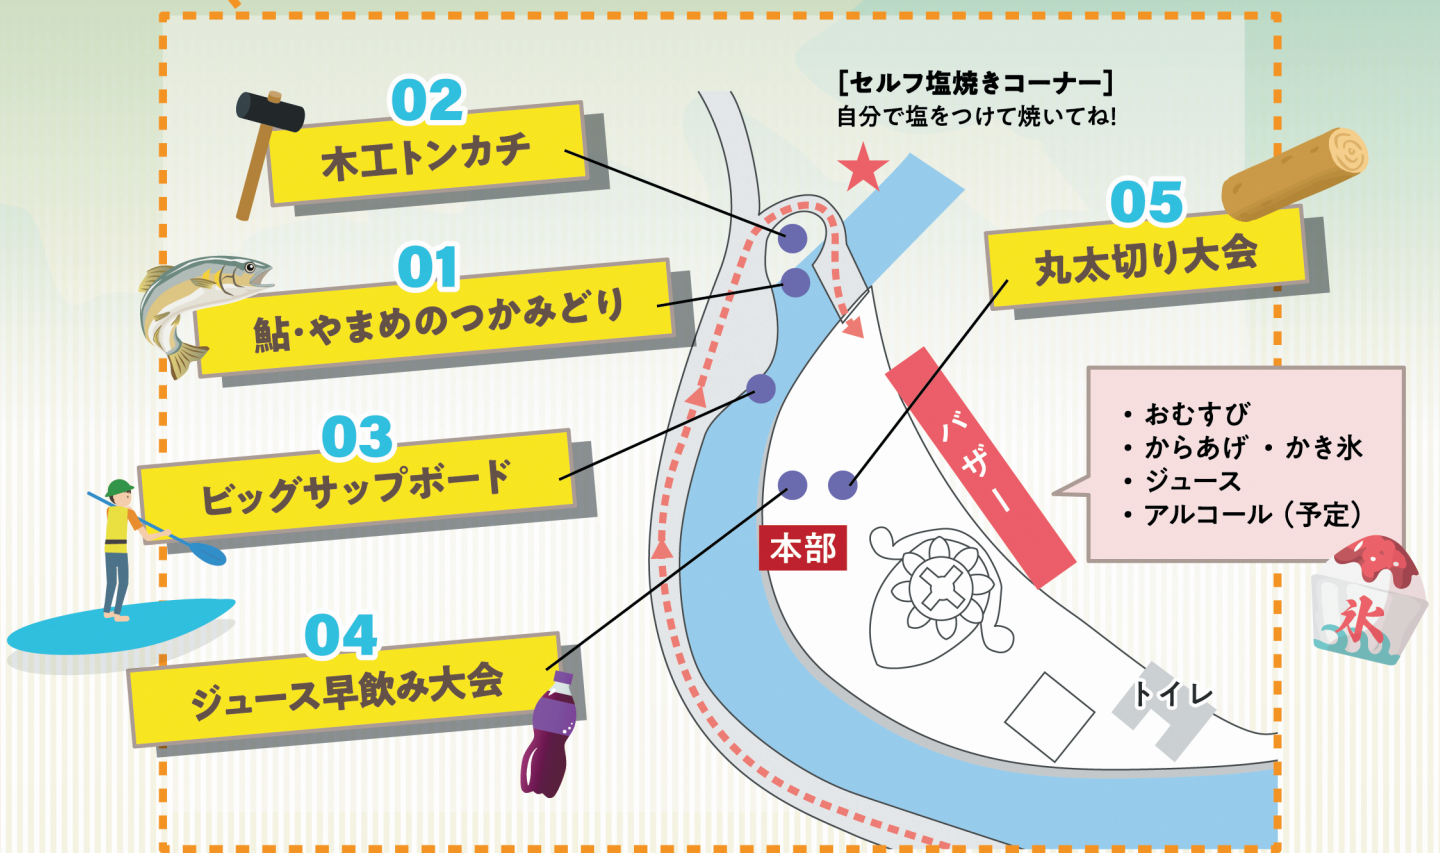 [セルフ塩焼きコーナー]
自分で塩をつけて焼いてね!
02
木工トンカチ
05
丸太切り大会
01
鮎・やまめのつかみどり
バザー
・おむすび
・からあげ ・かき氷
・ジュース
・アルコール（予定）
03
ビッグサップボード
本部
氷
04
ジュース早飲み大会
トイレ